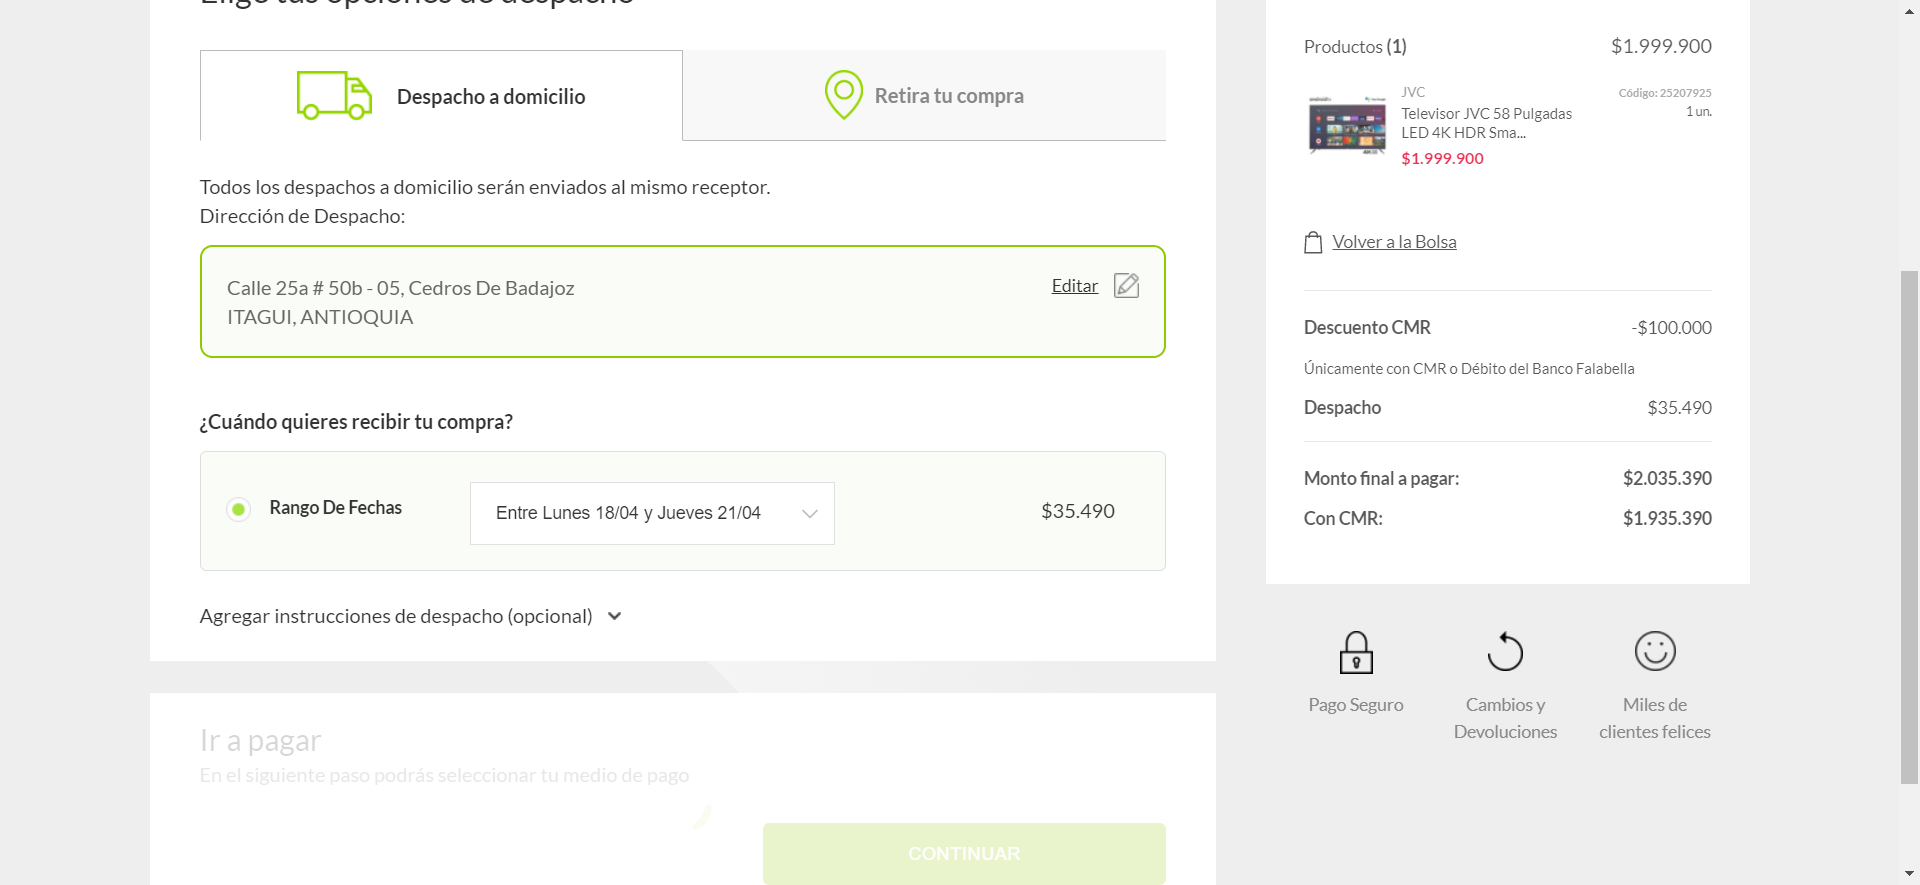 Elige tus opciones de despacho
Despacho a domicilio
Retira tu compra
Todos los despachos a domicilio serán enviados al mismo receptor.
Dirección de Despacho:
Calle 25a # 50b - 05, Cedros De Badajoz
ITAGUI, ANTIOQUIA
Editar
¿Cuándo quieres recibir tu compra?
Rango De Fechas
Entre Lunes 18/04 y Jueves 21/04
$35.490
Agregar instrucciones de despacho (opcional)
Ir a pagar
En el siguiente paso podrás seleccionar tu medio de pago
CONTINUAR
Productos (1)
$1.999.900
JVC
Código: 25207925
Televisor JVC 58 Pulgadas
1 un.
LED 4K HDR Sma...
$1.999.900
Volver a la Bolsa
Descuento CMR
-$100.000
Únicamente con CMR o Débito del Banco Falabella
Despacho
$35.490
Monto final a pagar:
$2.035.390
Con CMR:
$1.935.390
Pago Seguro
Cambios y
Devoluciones
Miles de
clientes felices